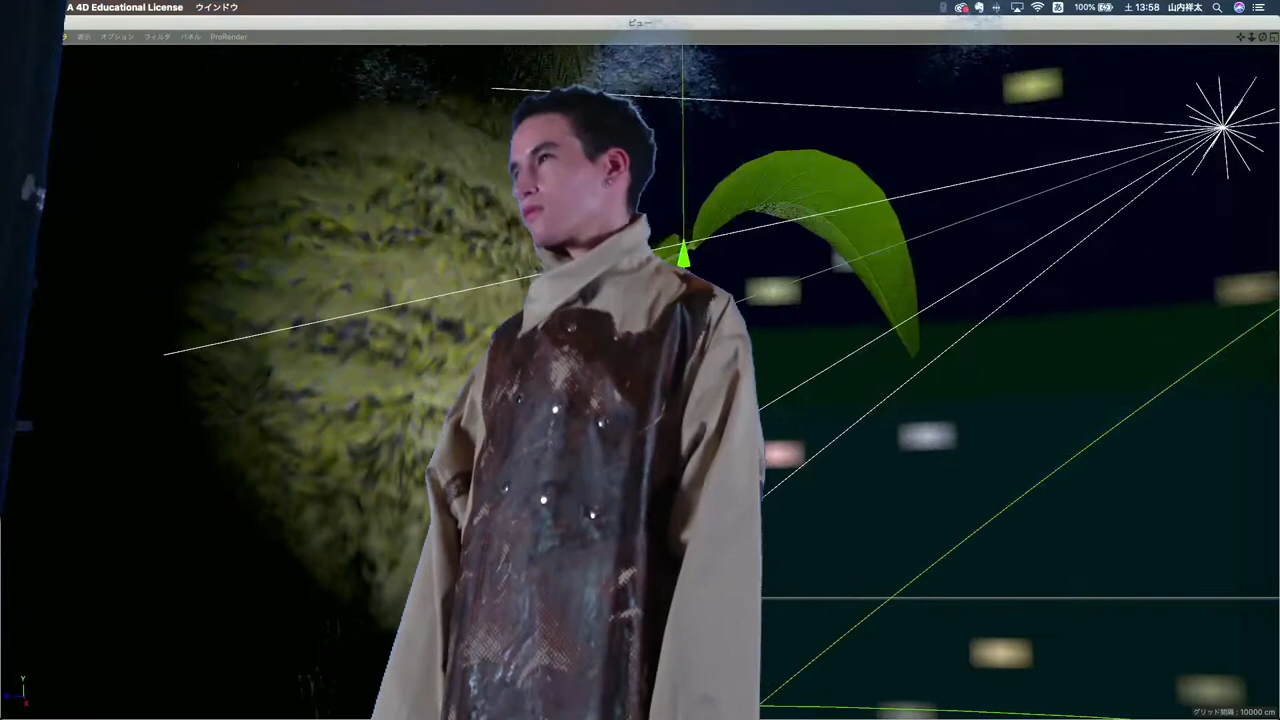 A 4D Educational License ウインドウ
100% 土 13:58 山内祥太
ビュー
表示 オプション フィルタ パネル ProRender
Y
X
グリッド間隔 : 10000 cm